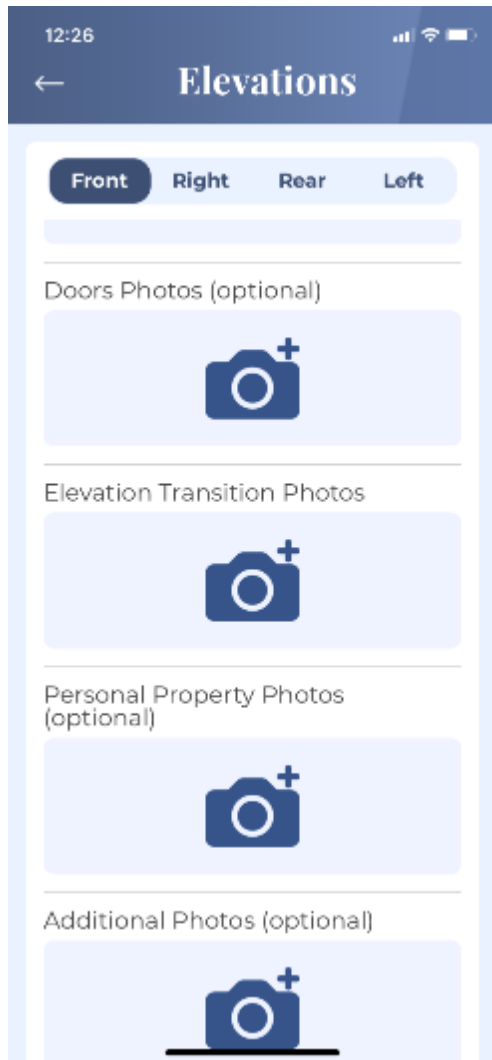 12:26
Elevations
Front Right Rear Left
Doors Photos (optional)
Elevation Transition Photos
Personal Property Photos
(optional)
Additional Photos (optional)